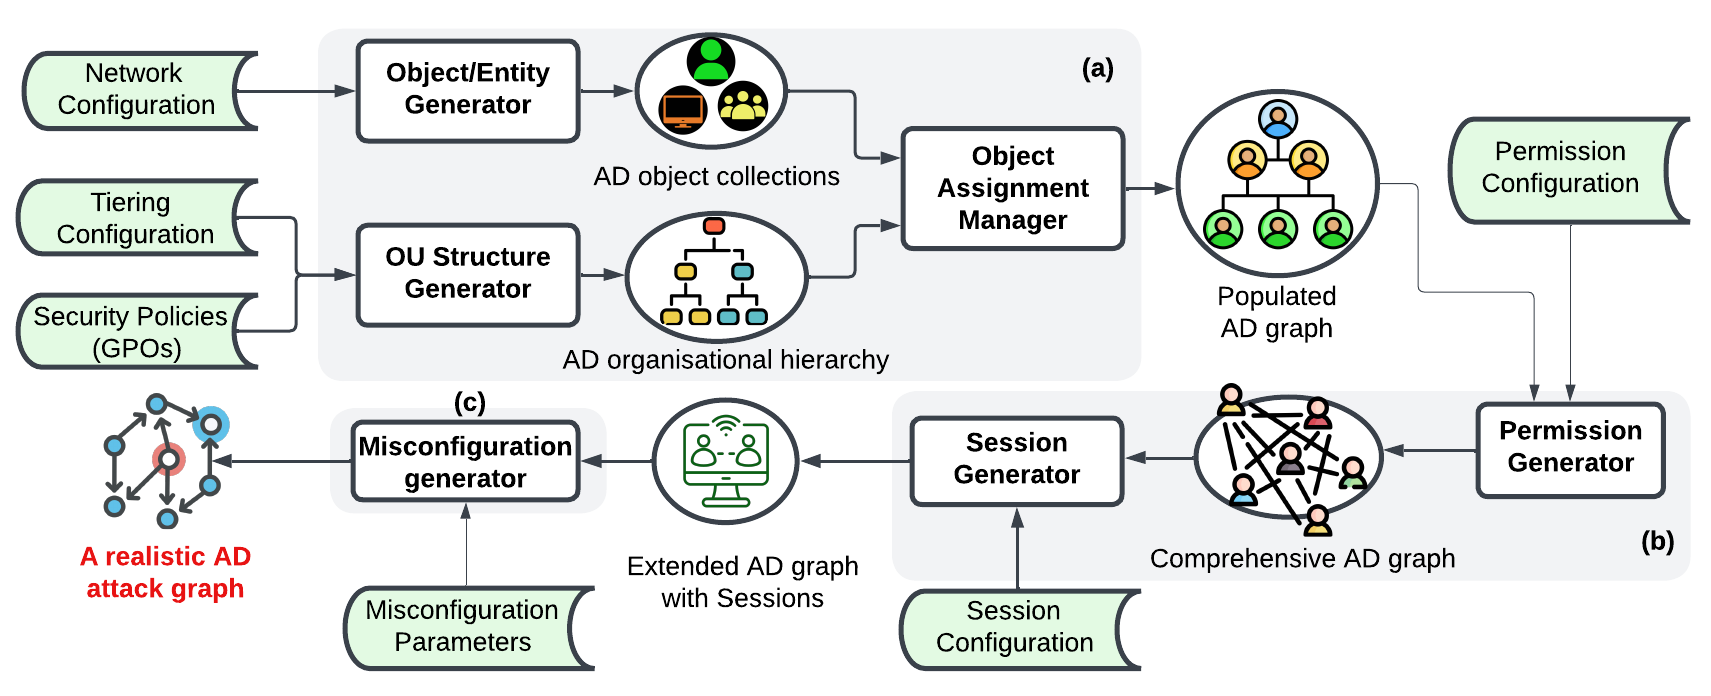 Network
Configuration
Object/Entity
Generator
(a)
AD object collections
Object
Assignment
Manager
Permission
Configuration
Tiering
Configuration
OU Structure
Generator
Security Policies
(GPOs)
AD organisational hierarchy
Populated
AD graph
(c)
Misconfiguration
generator
Session
Generator
Permission
Generator
(b)
Comprehensive AD graph
A realistic AD
attack graph
Extended AD graph
with Sessions
Misconfiguration
Parameters
Session
Configuration